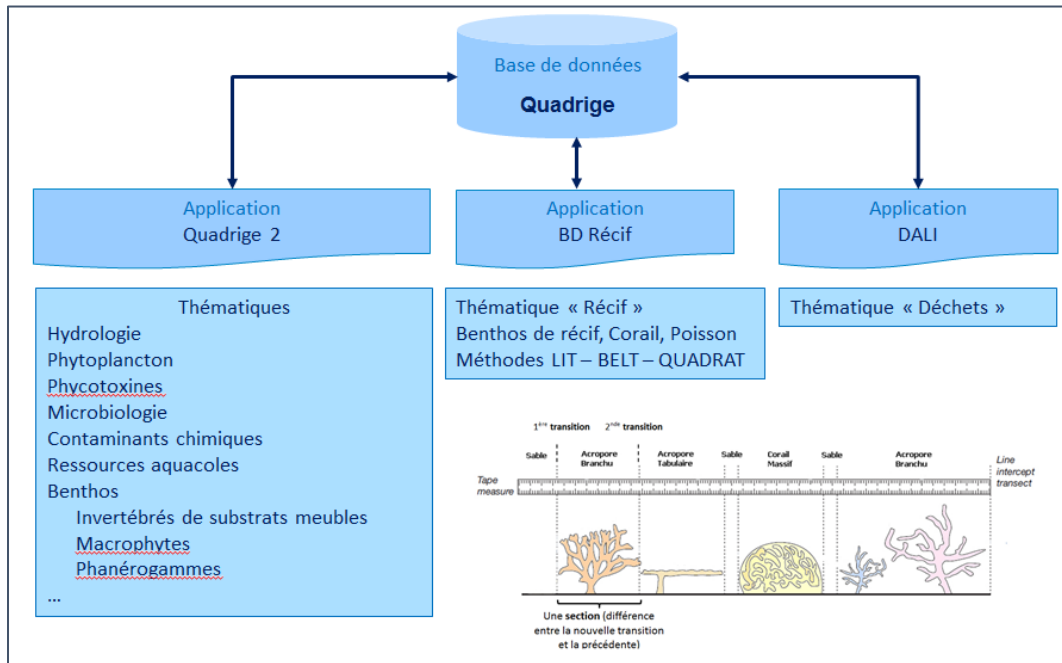 Base de données
Quadrige
Application
Quadrige 2
Application
BD Récif
Application
DALI
Thématiques
Hydrologie
Phytoplancton
Phycotoxines
Microbiologie
Contaminants chimiques
Ressources aquacoles
Benthos
Invertébrés de substrats meubles
Macrophytes
Phanérogammes
...
Thématique « Récif »
Benthos de récif, Corail, Poisson
Méthodes LIT – BELT – QUADRAT
Thématique « Déchets »
1ère transition 2nde transition
Sable
Acropore
Branchu
Acropore
Tabulaire
Sable
Corail
Massif
Sable
Acropore
Branchu
Line
intercept
transect
Tape
measure
Une section (différence
entre la nouvelle transition
et la précédente)